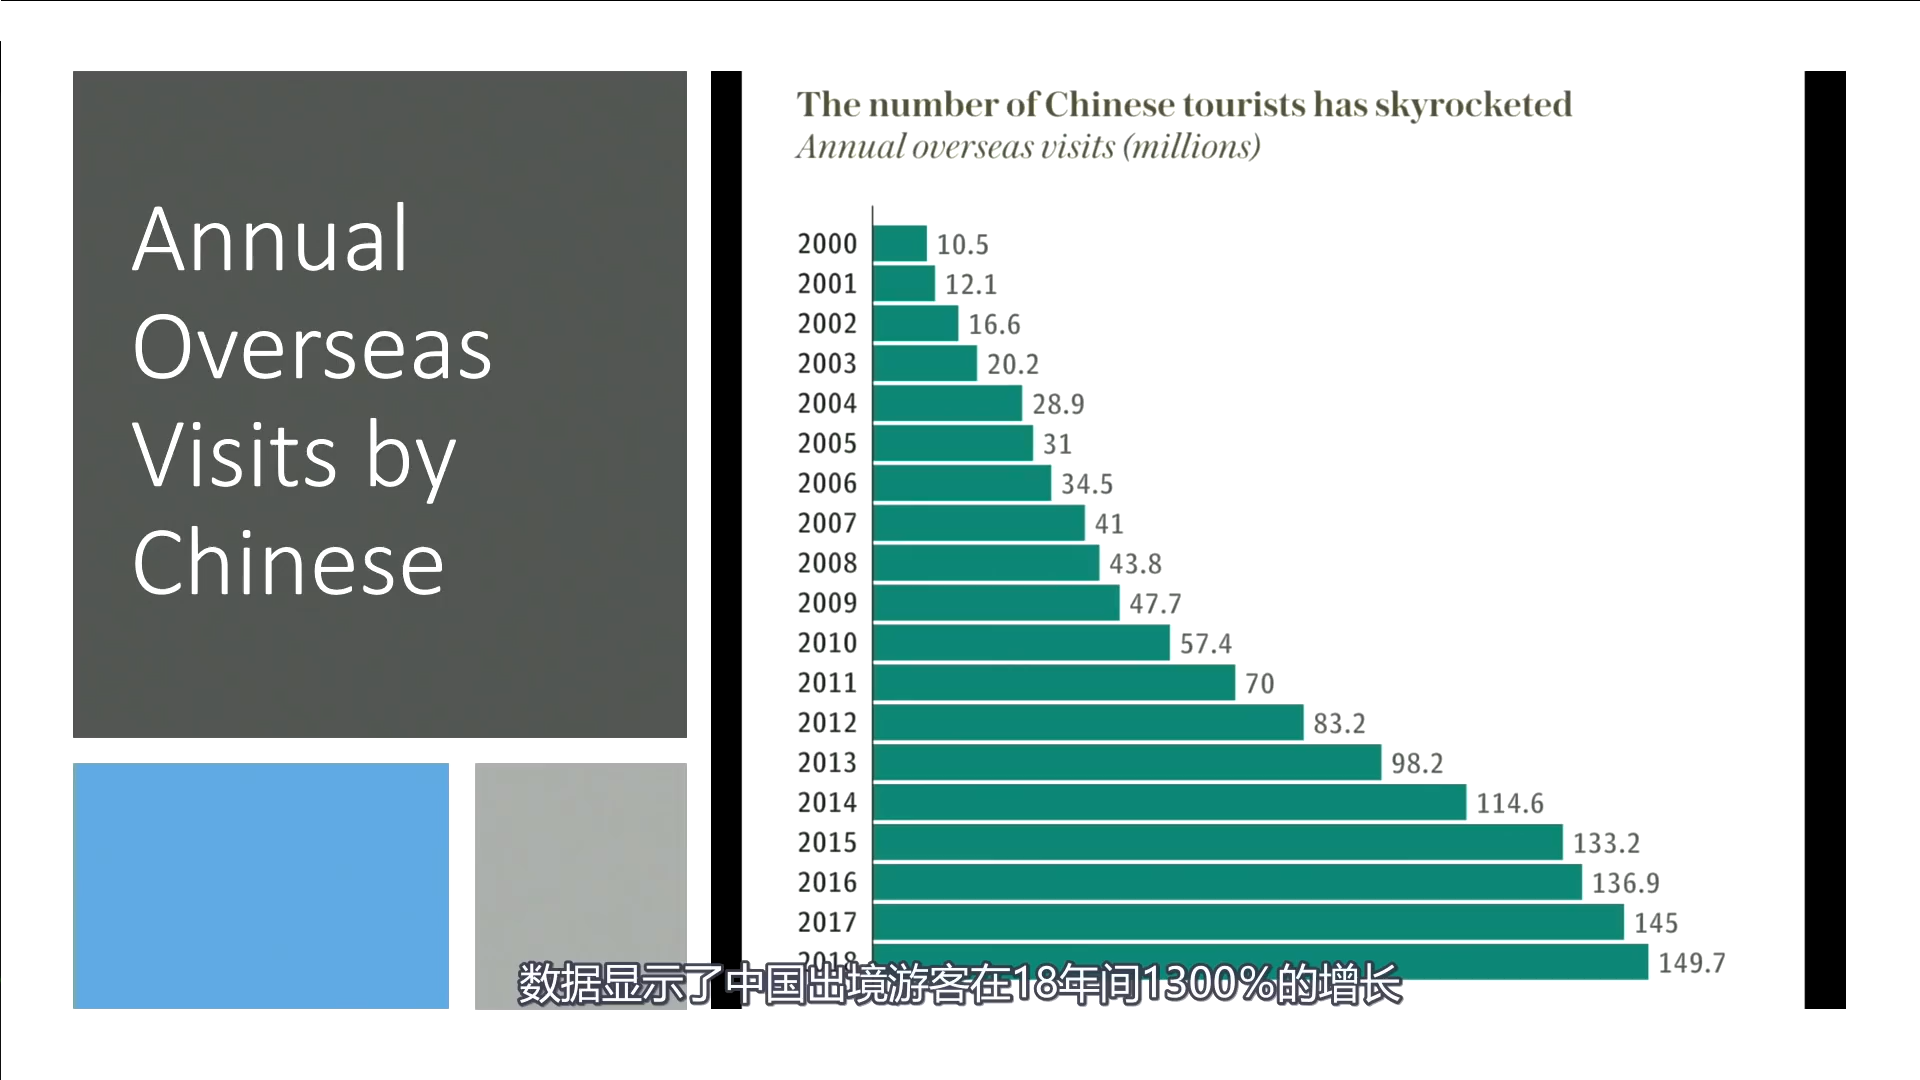 Annual
Overseas
Visits by
Chinese
The number of Chinese tourists has skyrocketed
Annual overseas visits (millions)
2000 10.5
2001 12.1
2002 16.6
2003 20.2
2004 28.9
2005 31
2006 34.5
2007 41
2008 43.8
2009 47.7
2010 57.4
2011 70
2012 83.2
2013 98.2
2014 114.6
2015 133.2
2016 136.9
2017 145
2018 149.7
数据显示了中国出境游客在18年间1300%的增长